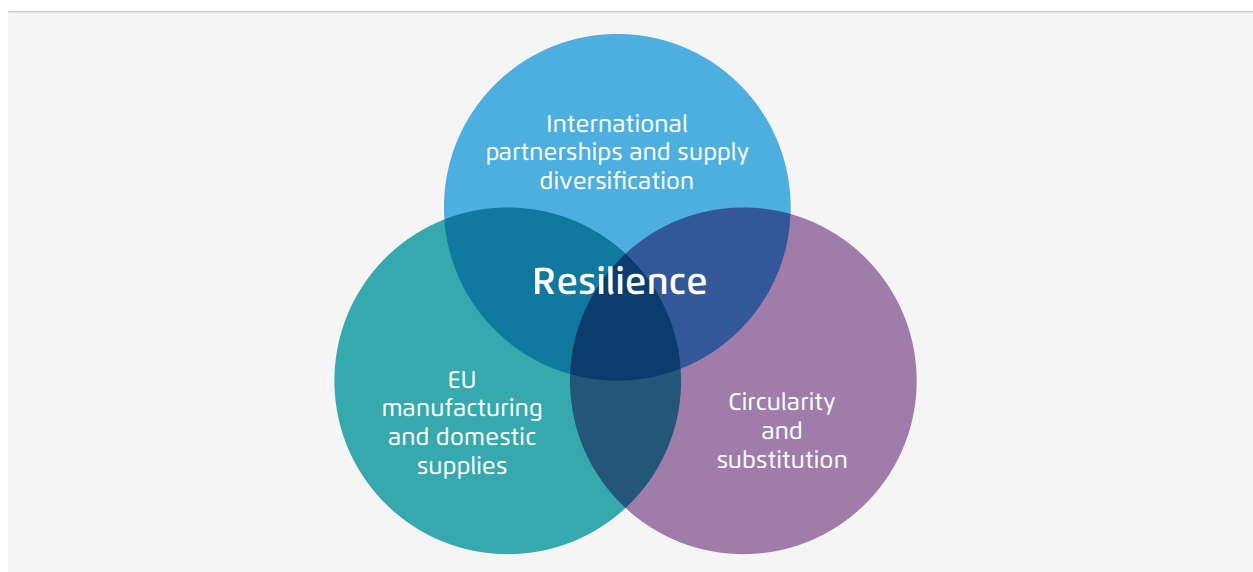 International
partnerships and supply
diversification
Resilience
EU
manufacturing
and domestic
supplies
Circularity
and
substitution